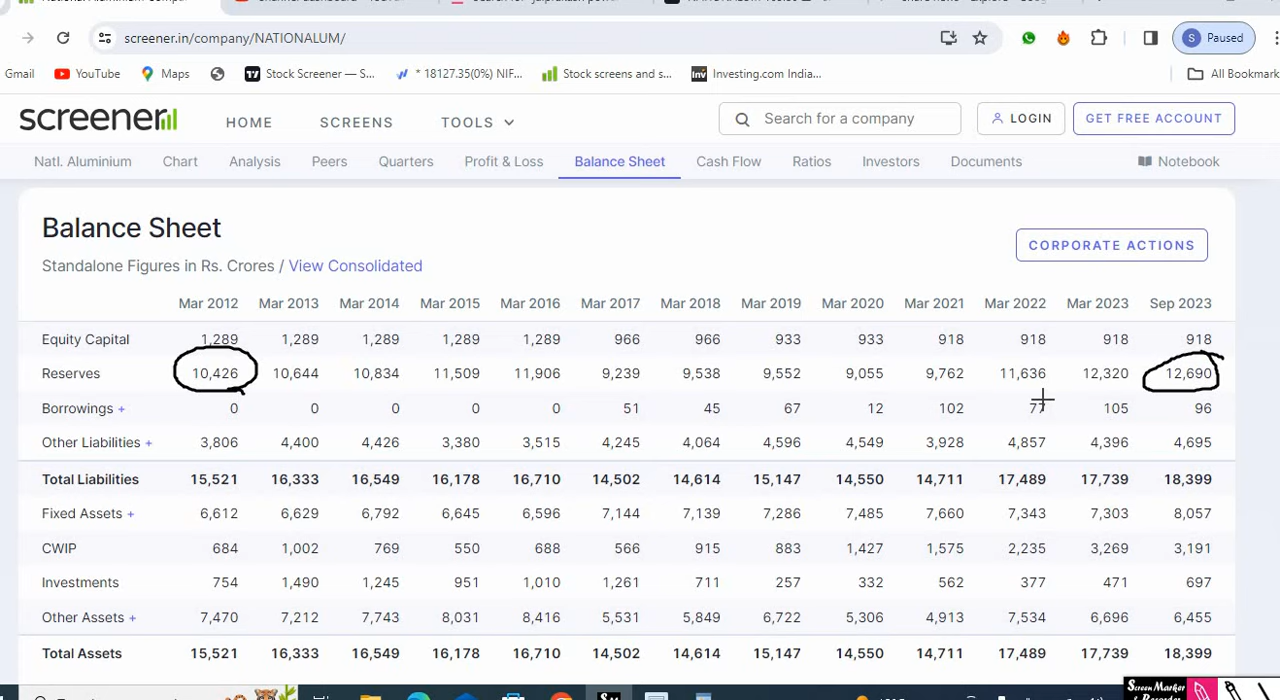 screener.in/company/NATIONALUM/
Paused
Gmail YouTube Maps Stock Screener — S... * 18127.35(0%) NIF... Stock screens and s... Investing.com India... All Bookmark
screener HOME SCREENS TOOLS Search for a company LOGIN GET FREE ACCOUNT
Natl. Aluminium Chart Analysis Peers Quarters Profit & Loss Balance Sheet Cash Flow Ratios Investors Documents Notebook
Balance Sheet
CORPORATE ACTIONS
Standalone Figures in Rs. Crores / View Consolidated
Mar 2012 Mar 2013 Mar 2014 Mar 2015 Mar 2016 Mar 2017 Mar 2018 Mar 2019 Mar 2020 Mar 2021 Mar 2022 Mar 2023 Sep 2023
Equity Capital 1,289 1,289 1,289 1,289 1,289 966 966 933 933 918 918 918 918
Reserves 10,426 10,644 10,834 11,509 11,906 9,239 9,538 9,552 9,055 9,762 11,636 12,320 12,690
Borrowings + 0 0 0 0 0 51 45 67 12 102 77 105 96
Other Liabilities + 3,806 4,400 4,426 3,380 3,515 4,245 4,064 4,596 4,549 3,928 4,857 4,396 4,695
Total Liabilities 15,521 16,333 16,549 16,178 16,710 14,502 14,614 15,147 14,550 14,711 17,489 17,739 18,399
Fixed Assets + 6,612 6,629 6,792 6,645 6,596 7,144 7,139 7,286 7,485 7,660 7,343 7,303 8,057
CWIP 684 1,002 769 550 688 566 915 883 1,427 1,575 2,235 3,269 3,191
Investments 754 1,490 1,245 951 1,010 1,261 711 257 332 562 377 471 697
Other Assets + 7,470 7,212 7,743 8,031 8,416 5,531 5,849 6,722 5,306 4,913 7,534 6,696 6,455
Total Assets 15,521 16,333 16,549 16,178 16,710 14,502 14,614 15,147 14,550 14,711 17,489 17,739 18,399
Screen Marker